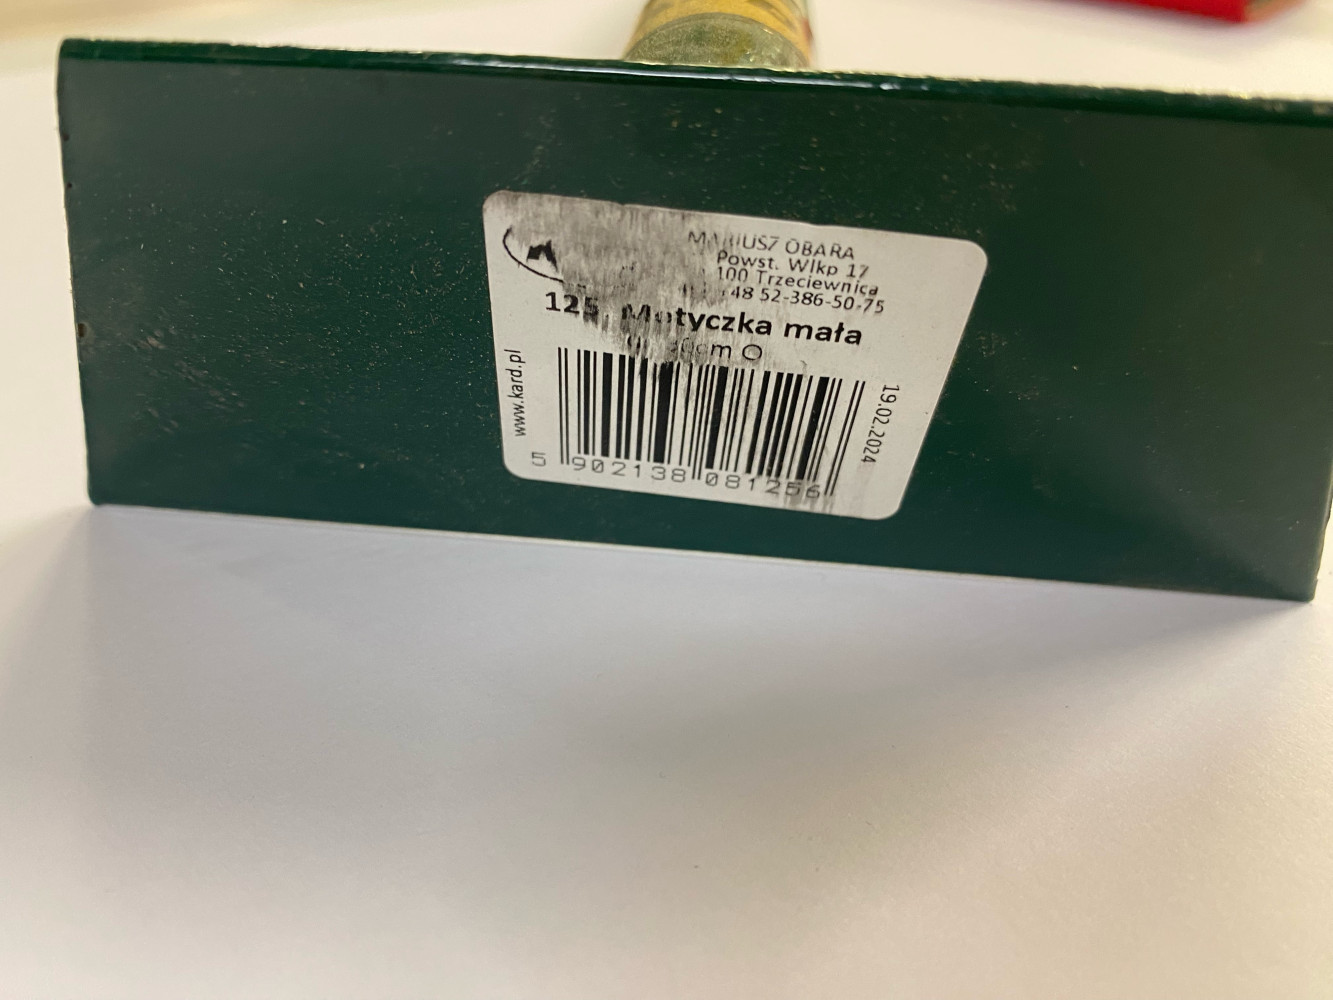 OBARA
Powst. Wlkp 17
100 Trzeciewnica
48 52-386-50-75
125. Motyczka mała
O
www.kard.pl
19.02.2024
5 902138 081256